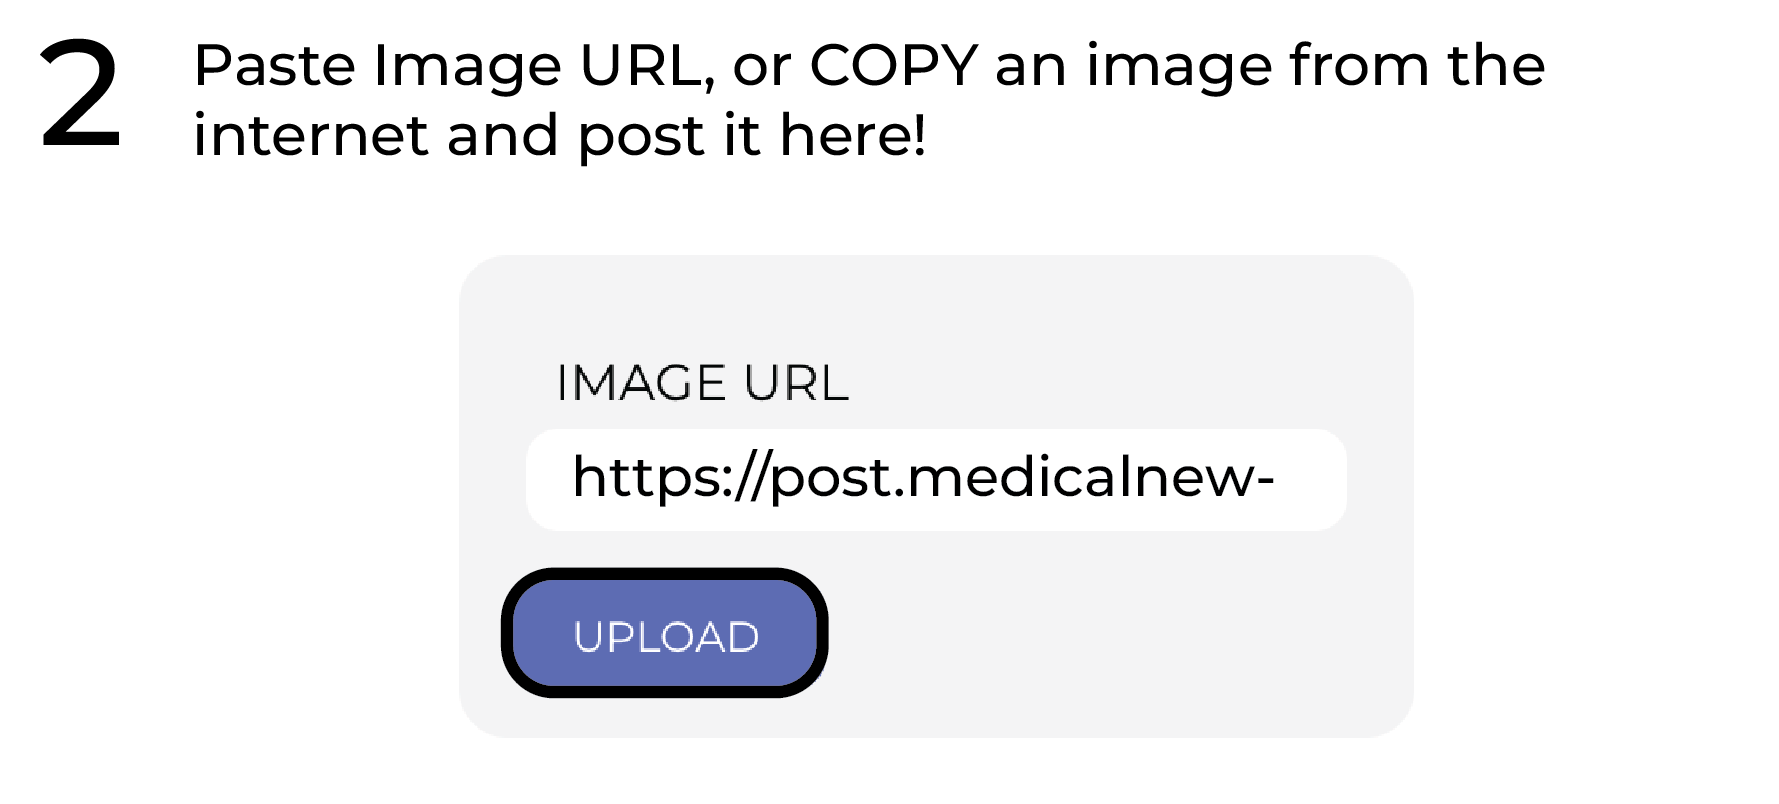 2
Paste Image URL, or COPY an image from the
internet and post it here!
IMAGE URL
https://post.medicalnew-
UPLOAD